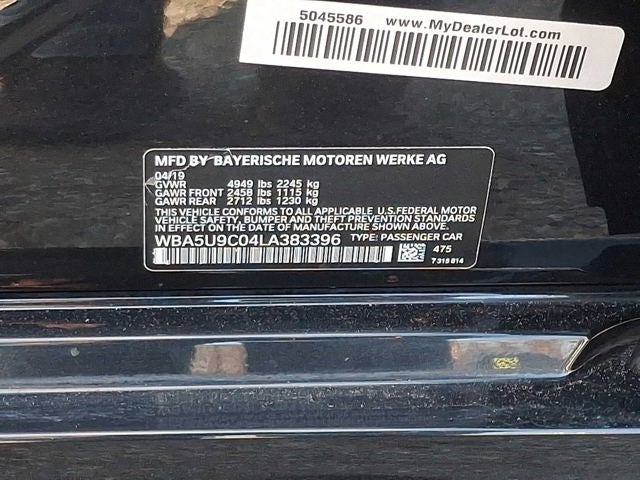 5045586 www.MyDealerLot.com
MFD BY BAYERISCHE MOTOREN WERKE AG
04/19
GVWR 4949 lbs 2245 kg
GAWR FRONT 2458 lbs 1115 kg
GAWR REAR 2712 lbs 1230 kg
THIS VEHICLE CONFORMS TO ALL APPLICABLE U.S.FEDERAL MOTOR
VEHICLE SAFETY, BUMPER AND THEFT PREVENTION STANDARDS
IN EFFECT ON THE DATE OF MANUFACTURE SHOWN ABOVE.
WBA5U9C04LA383396 TYPE: PASSENGER CAR
475
7 318 814